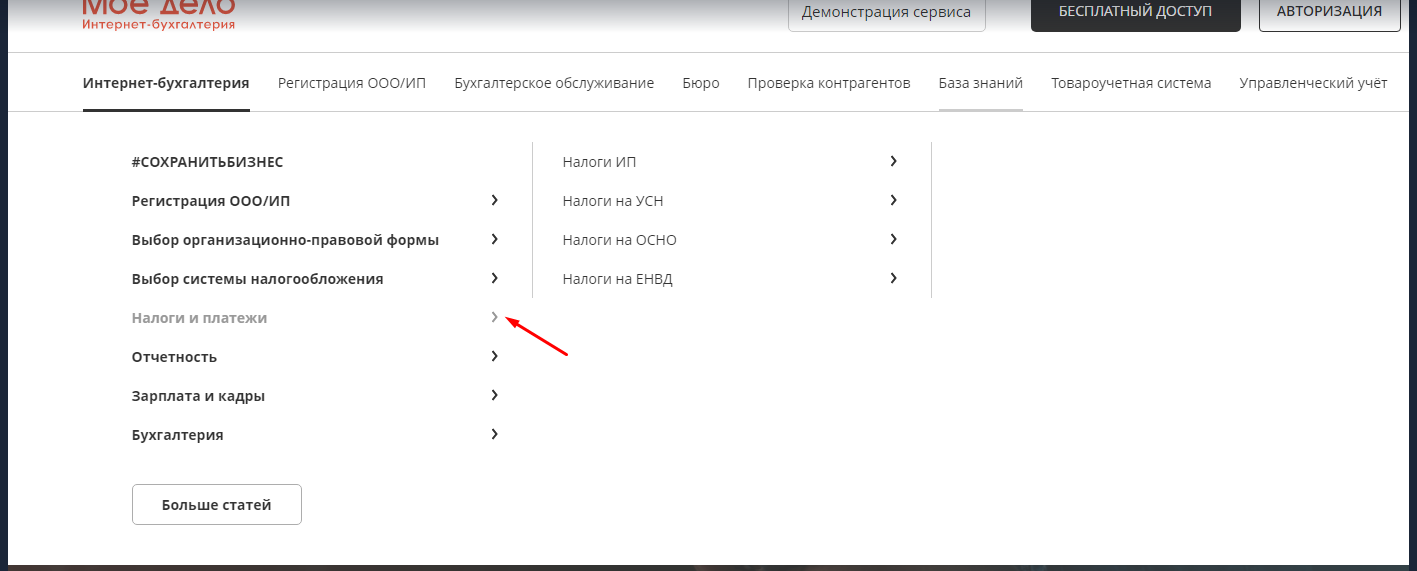 Моё дело
Интернет-бухгалтерия
Демонстрация сервиса
БЕСПЛАТНЫЙ ДОСТУП
АВТОРИЗАЦИЯ
Интернет-бухгалтерия
Регистрация ООО/ИП
Бухгалтерское обслуживание
Бюро
Проверка контрагентов
База знаний
Товароучетная система
Управленческий учёт
#СОХРАНИТЬБИЗНЕС
Регистрация ООО/ИП
Выбор организационно-правовой формы
Выбор системы налогообложения
Налоги и платежи
Отчетность
Зарплата и кадры
Бухгалтерия
Больше статей
Налоги ИП
Налоги на УСН
Налоги на ОСНО
Налоги на ЕНВД